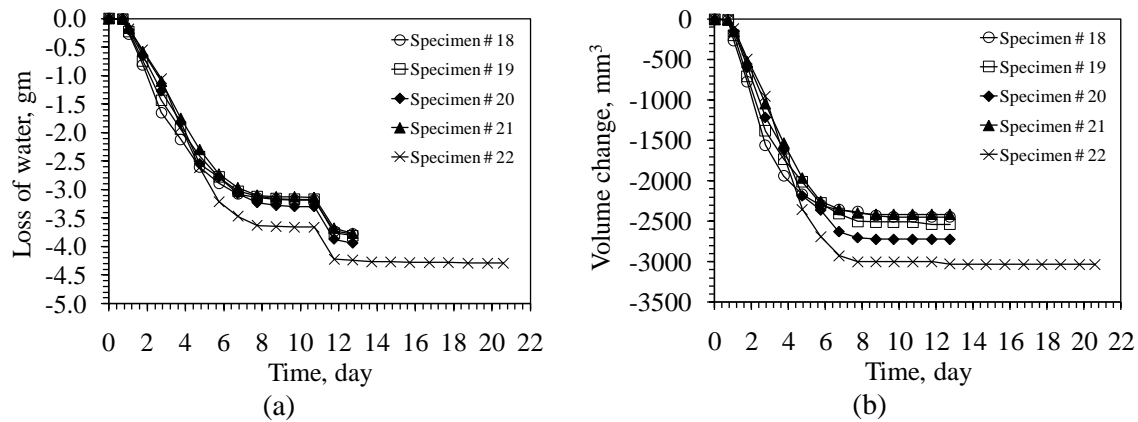 0.0
-0.5
-1.0
-1.5
-2.0
-2.5
-3.0
-3.5
-4.0
-4.5
-5.0
Loss of water, gm
Specimen # 18
Specimen # 19
Specimen # 20
Specimen # 21
Specimen # 22
0 2 4 6 8 10 12 14 16 18 20 22
Time, day
(a)
0
-500
-1000
-1500
-2000
-2500
-3000
-3500
Volume change, mm³
Specimen # 18
Specimen # 19
Specimen # 20
Specimen # 21
Specimen # 22
0 2 4 6 8 10 12 14 16 18 20 22
Time, day
(b)